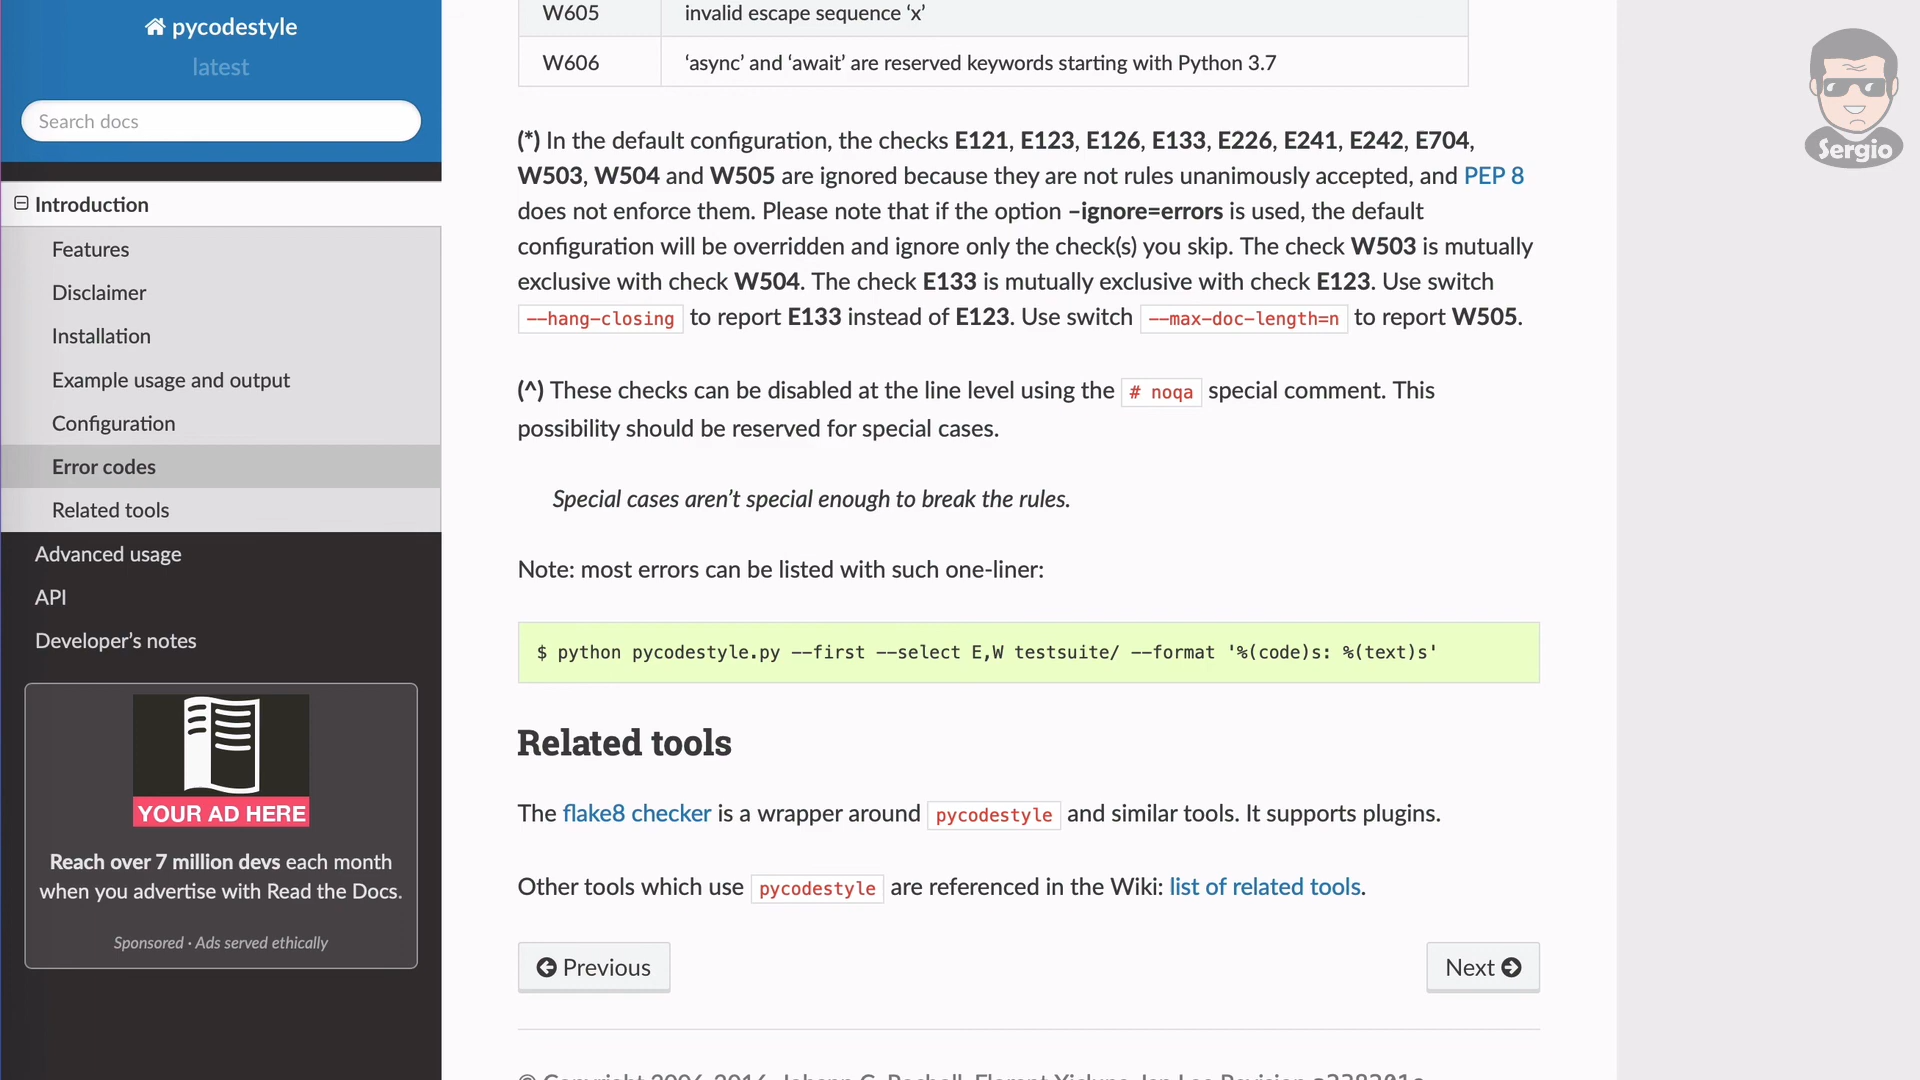 pycodestyle
latest
Search docs
Introduction
Features
Disclaimer
Installation
Example usage and output
Configuration
Error codes
Related tools
Advanced usage
API
Developer’s notes
YOUR AD HERE
Reach over 7 million devs each month
when you advertise with Read the Docs.
Sponsored · Ads served ethically
W605 invalid escape sequence ‘x’
W606 ‘async’ and ‘await’ are reserved keywords starting with Python 3.7
(*) In the default configuration, the checks E121, E123, E126, E133, E226, E241, E242, E704,
W503, W504 and W505 are ignored because they are not rules unanimously accepted, and PEP 8
does not enforce them. Please note that if the option –ignore=errors is used, the default
configuration will be overridden and ignore only the check(s) you skip. The check W503 is mutually
exclusive with check W504. The check E133 is mutually exclusive with check E123. Use switch
--hang-closing to report E133 instead of E123. Use switch --max-doc-length=n to report W505.
(^) These checks can be disabled at the line level using the # noqa special comment. This
possibility should be reserved for special cases.
Special cases aren’t special enough to break the rules.
Note: most errors can be listed with such one-liner:
$ python pycodestyle.py --first --select E,W testsuite/ --format '%(code)s: %(text)s'
Related tools
The flake8 checker is a wrapper around pycodestyle and similar tools. It supports plugins.
Other tools which use pycodestyle are referenced in the Wiki: list of related tools.
Previous
Next
© Copyright 2006-2016, Johann C. Rocholl, Florent Xicluna, Ian Lee Revision
Sergio